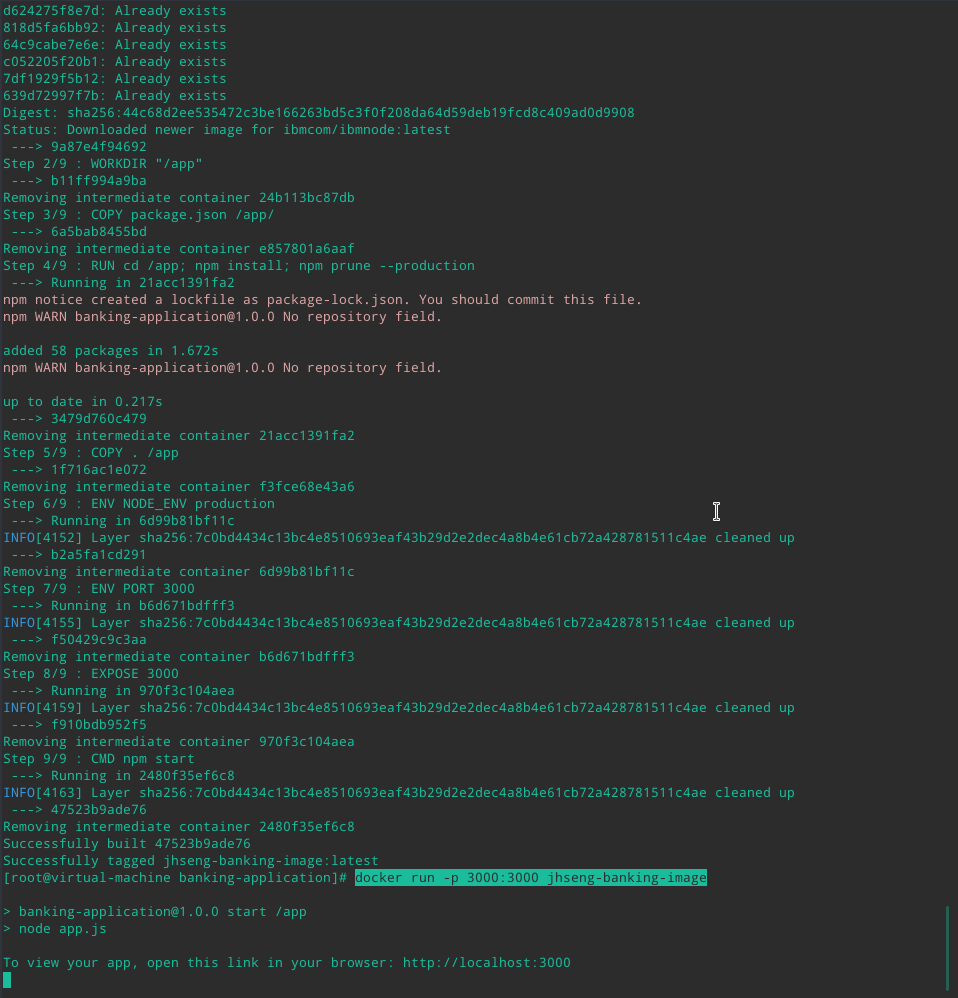 d624275f8e7d: Already exists
818d5fa6bb92: Already exists
64c9cabe7e6e: Already exists
c052205f20b1: Already exists
7df1929f5b12: Already exists
639d72997f7b: Already exists
Digest: sha256:44c68d2ee535472c3be166263bd5c3f0f208da64d59deb19fcd8c409ad0d9908
Status: Downloaded newer image for ibmcom/ibmnode:latest
 ---> 9a87e4f94692
Step 2/9 : WORKDIR "/app"
 ---> b11ff994a9ba
Removing intermediate container 24b113bc87db
Step 3/9 : COPY package.json /app/
 ---> 6a5bab8455bd
Removing intermediate container e857801a6aaf
Step 4/9 : RUN cd /app; npm install; npm prune --production
 ---> Running in 21acc1391fa2
npm notice created a lockfile as package-lock.json. You should commit this file.
npm WARN banking-application@1.0.0 No repository field.
added 58 packages in 1.672s
npm WARN banking-application@1.0.0 No repository field.
up to date in 0.217s
 ---> 3479d760c479
Removing intermediate container 21acc1391fa2
Step 5/9 : COPY . /app
 ---> 1f716ac1e072
Removing intermediate container f3fce68e43a6
Step 6/9 : ENV NODE_ENV production
 ---> Running in 6d99b81bf11c
INFO[4152] Layer sha256:7c0bd4434c13bc4e8510693eaf43b29d2e2dec4a8b4e61cb72a428781511c4ae cleaned up
 ---> b2a5fa1cd291
Removing intermediate container 6d99b81bf11c
Step 7/9 : ENV PORT 3000
 ---> Running in b6d671bdfff3
INFO[4155] Layer sha256:7c0bd4434c13bc4e8510693eaf43b29d2e2dec4a8b4e61cb72a428781511c4ae cleaned up
 ---> f50429c9c3aa
Removing intermediate container b6d671bdfff3
Step 8/9 : EXPOSE 3000
 ---> Running in 970f3c104aea
INFO[4159] Layer sha256:7c0bd4434c13bc4e8510693eaf43b29d2e2dec4a8b4e61cb72a428781511c4ae cleaned up
 ---> f910bdb952f5
Removing intermediate container 970f3c104aea
Step 9/9 : CMD npm start
 ---> Running in 2480f35ef6c8
INFO[4163] Layer sha256:7c0bd4434c13bc4e8510693eaf43b29d2e2dec4a8b4e61cb72a428781511c4ae cleaned up
 ---> 47523b9ade76
Removing intermediate container 2480f35ef6c8
Successfully built 47523b9ade76
Successfully tagged jhseng-banking-image:latest
[root@virtual-machine banking-application]# docker run -p 3000:3000 jhseng-banking-image
> banking-application@1.0.0 start /app
> node app.js
To view your app, open this link in your browser: http://localhost:3000